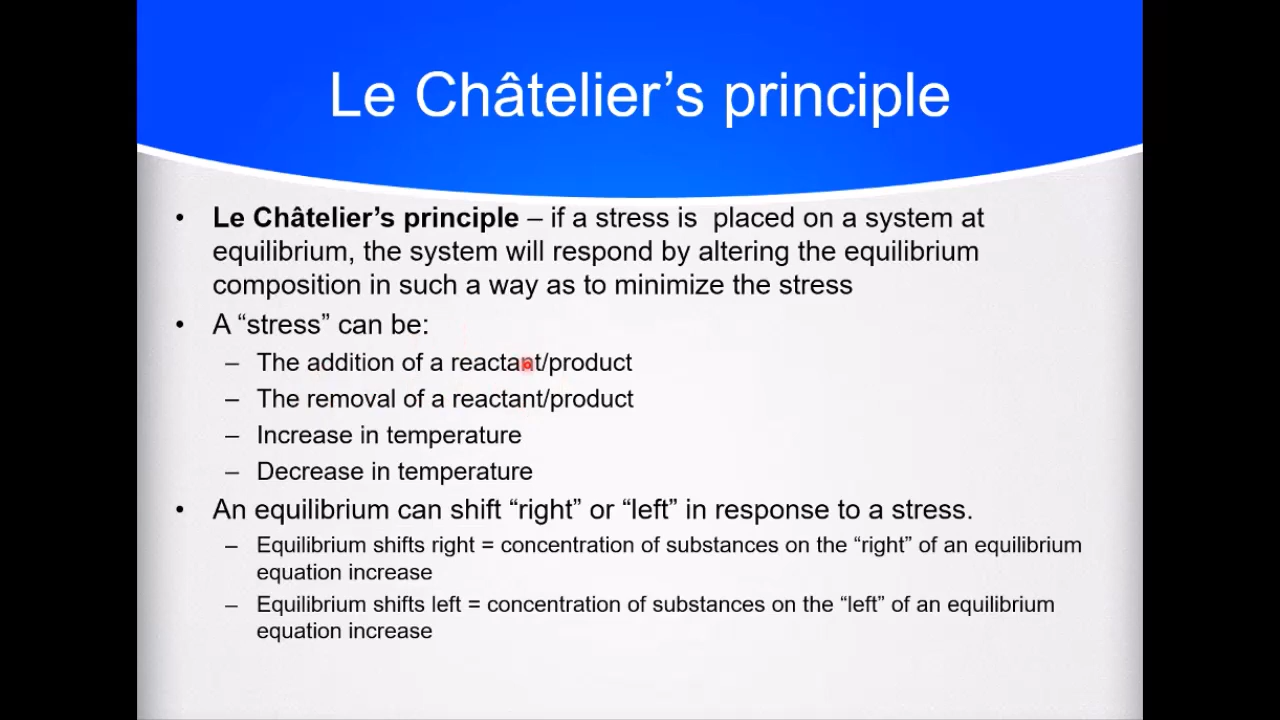 Le Châtelier’s principle
• Le Châtelier’s principle – if a stress is  placed on a system at
equilibrium, the system will respond by altering the equilibrium
composition in such a way as to minimize the stress
• A “stress” can be:
– The addition of a reactant/product
– The removal of a reactant/product
– Increase in temperature
– Decrease in temperature
• An equilibrium can shift “right” or “left” in response to a stress.
– Equilibrium shifts right = concentration of substances on the “right” of an equilibrium
equation increase
– Equilibrium shifts left = concentration of substances on the “left” of an equilibrium
equation increase